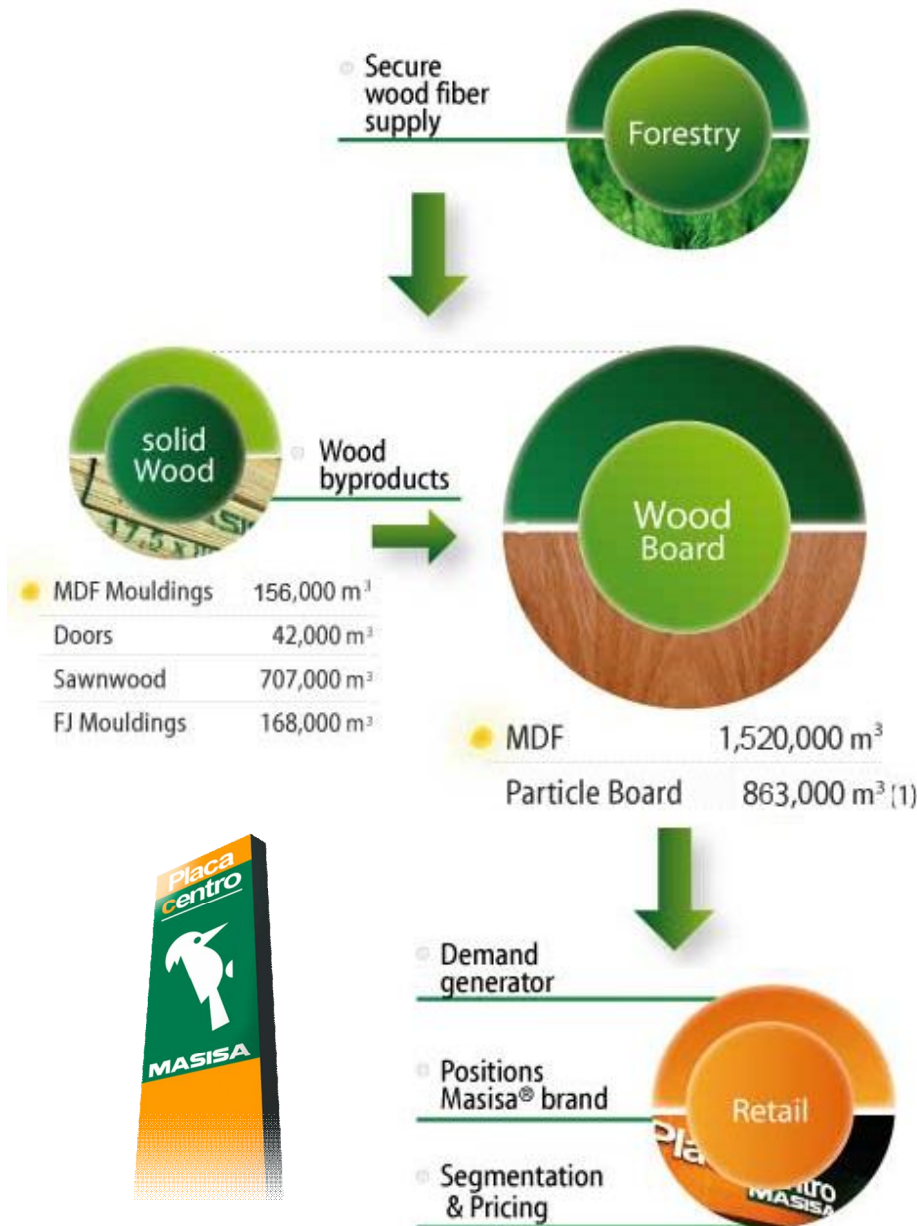 Secure
wood fiber
supply
Forestry
solid
Wood
Wood
byproducts
Wood
Board
MDF Mouldings 156,000 m³
Doors 42,000 m³
Sawnwood 707,000 m³
FJ Mouldings 168,000 m³
MDF 1,520,000 m³
Particle Board 863,000 m³ (1)
Placa
centro
MASISA
Demand
generator
Positions
Masisa® brand
Segmentation
& Pricing
Retail
MASISA